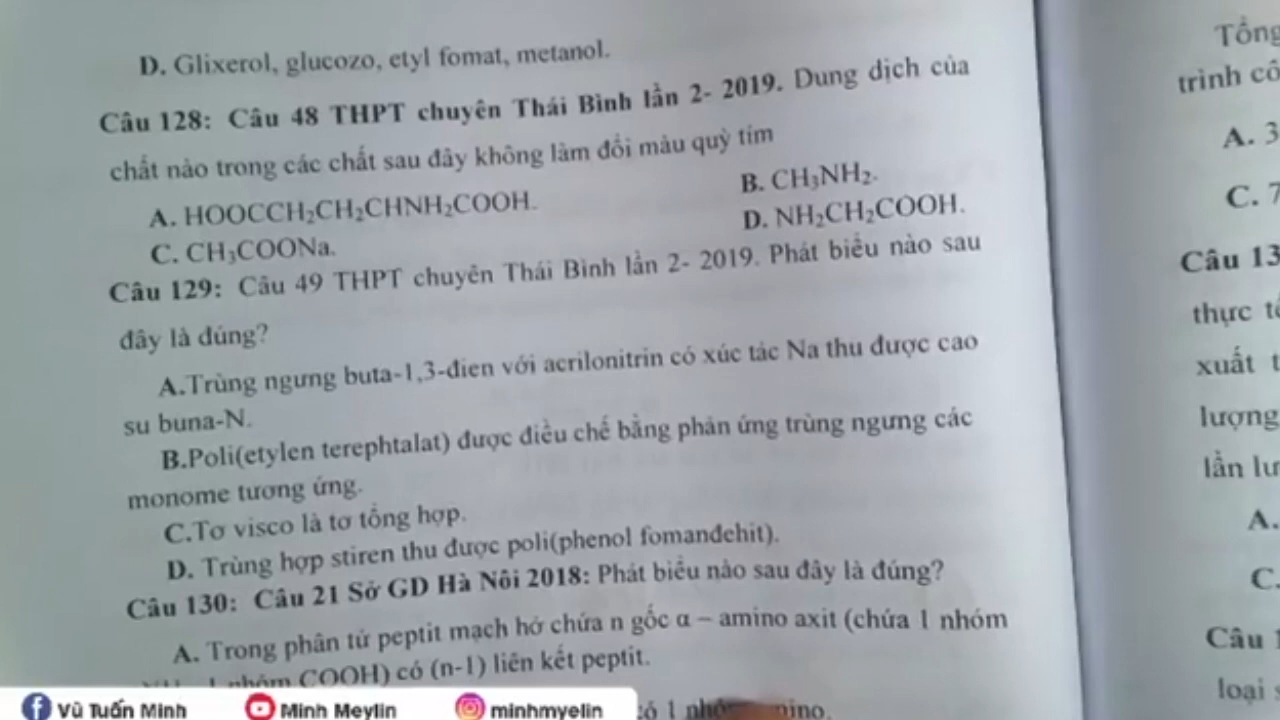 D. Glixerol, glucozo, etyl fomat, metanol.
Câu 128: Câu 48 THPT chuyên Thái Bình lần 2- 2019. Dung dịch của
chất nào trong các chất sau đây không làm đổi màu quỳ tím
A. HOOCCH₂CH₂CHNH₂COOH.
B. CH₃NH₂.
C. CH₃COONa.
D. NH₂CH₂COOH.
Câu 129: Câu 49 THPT chuyên Thái Bình lần 2- 2019. Phát biểu nào sau
đây là đúng?
A.Trùng ngưng buta-1,3-đien với acrilonitrin có xúc tác Na thu được cao
su buna-N.
B.Poli(etylen terephtalat) được điều chế bằng phản ứng trùng ngưng các
monome tương ứng.
C.Tơ visco là tơ tổng hợp.
D. Trùng hợp stiren thu được poli(phenol fomanđehit).
Câu 130: Câu 21 Sở GD Hà Nôi 2018: Phát biểu nào sau đây là đúng?
A. Trong phân tử peptit mạch hở chứa n gốc α – amino axit (chứa 1 nhóm
1 nhóm COOH) có (n-1) liên kết peptit.
có 1
Tổng
trình
A. 3
C. 7
Câu 13
thực
xuất
lượng
lần
A.
C.
Câu
loại
Vũ Tuấn Minh
Minh Meylin
minhmyelin